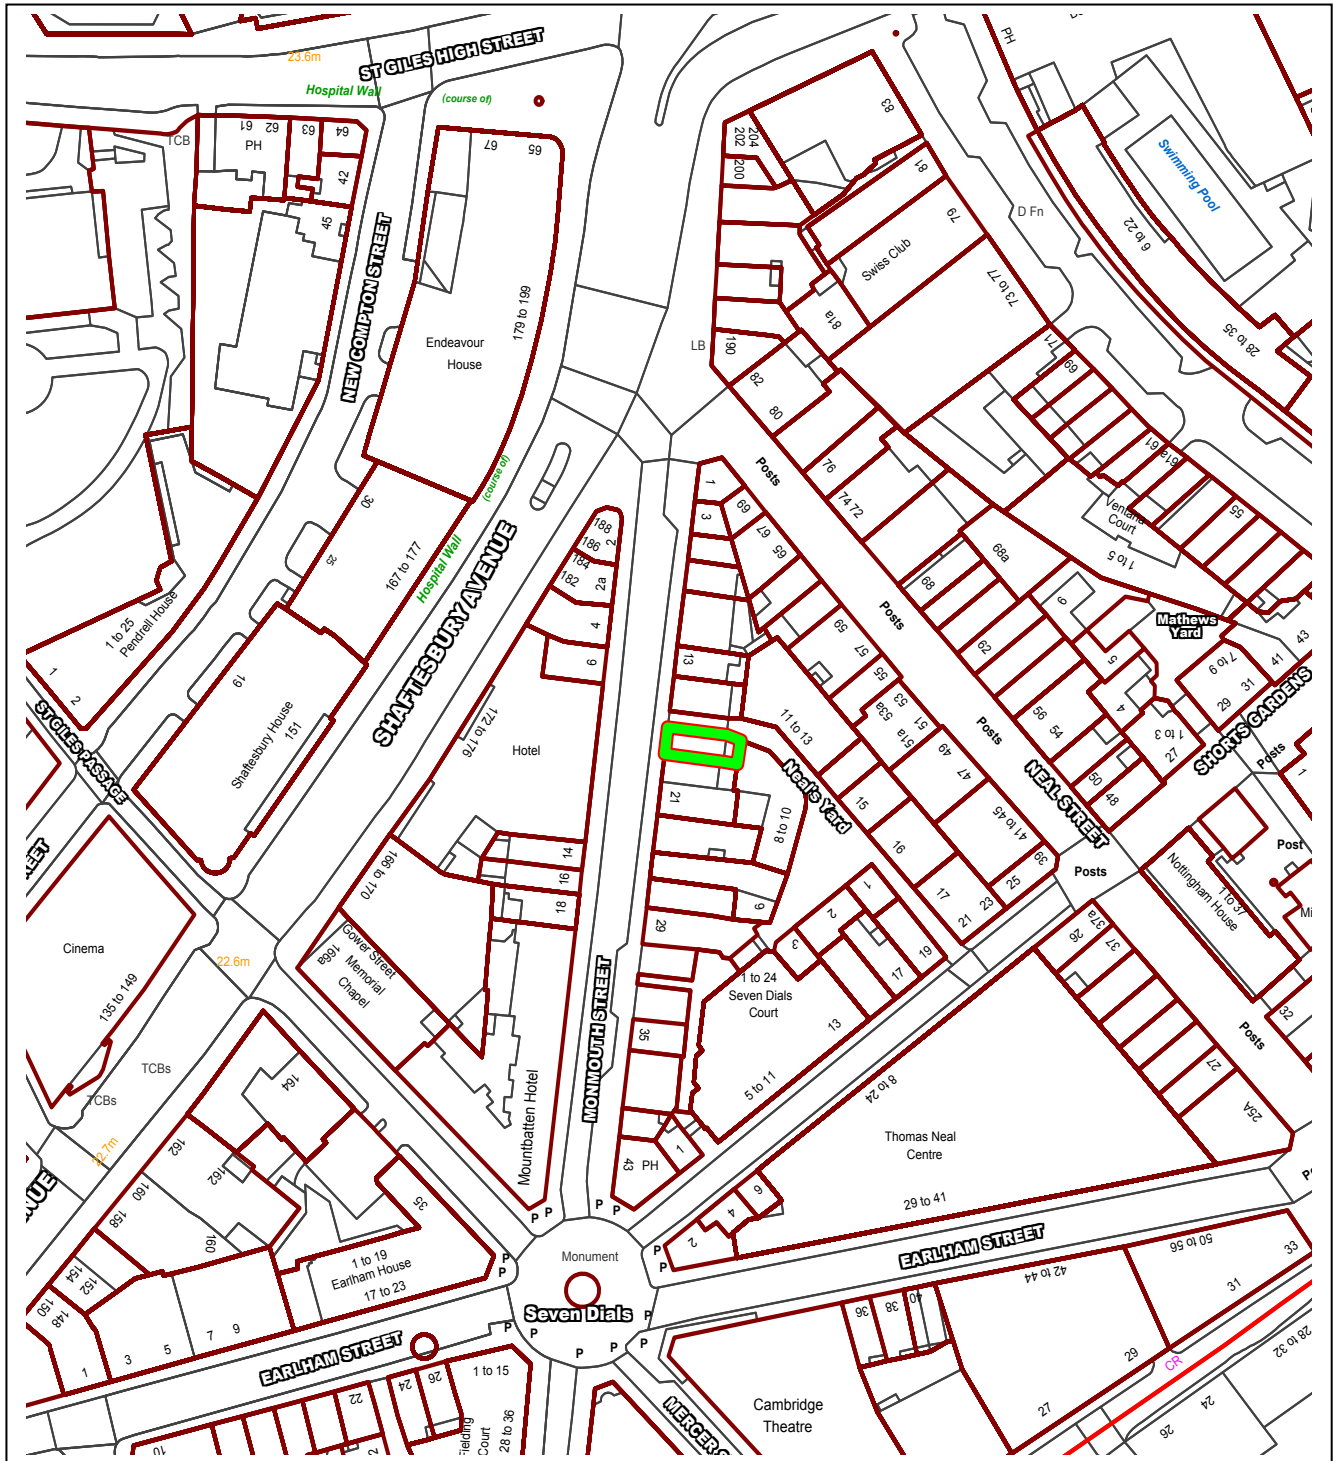 ST GILES HIGH STREET
23.6m
Hospital Wall
(course of)
TCB
61
62
PH
63
64
42
45
67
65
NEW COMPTON STREET
Endeavour
House
179 to 199
(course of)
Hospital Wall
30
25
167 to 177
SHAFTESBURY AVENUE
1 to 25
Pendrell House
1
2
ST GILES PASSAGE
19
Shaftesbury House
151
PH
83
204
202
200
81
79
Swiss Club
81a
73 to 77
D Fn
Swimming Pool
6 to 22
28 to 35
LB
190
82
80
76
74
72
71
69
61
61a
55
Court
1 to 5
Posts
68a
68
62
56
54
50
48
9
5
4
1 to 3
27
Mathews
Yard
7 to 9
29
31
41
43
SHORTS GARDENS
Posts
1
1
3
69
67
65
59
57
55
53
53a
51
51a
49
47
41 to 45
39
Posts
Posts
NEAL STREET
Posts
188
186
184
182
2
2a
4
6
13
11 to 13
Neal's Yard
15
16
17
21
23
25
21
8 to 10
9
29
1
2
3
17
19
172 to 176
Hotel
14
16
18
166 to 170
166a
Gower Street
Memorial
Chapel
Mountbatten Hotel
MONMOUTH STREET
1 to 24
Seven Dials
Court
13
5 to 11
35
43
PH
1
Nottingham House
1 to 37
Post
32
37a
37
26
27
25A
Posts
8 to 24
Thomas Neal
Centre
29 to 41
EARLHAM STREET
Cinema
135 to 149
22.6m
TCBs
TCBs
22.7m
164
162
162
160
160
158
154
152
150
148
1
3
5
7
9
35
1 to 19
Earlham House
17 to 23
EARLHAM STREET
P
P
P
P
P
P
P
P
P
P
P
Monument
Seven Dials
2
4
6
36
38
40
42 to 44
50 to 56
33
31
29
27
CR
28 to 32
24
26
Cambridge
Theatre
10
22
24
26
1 to 15
Court
28 to 36